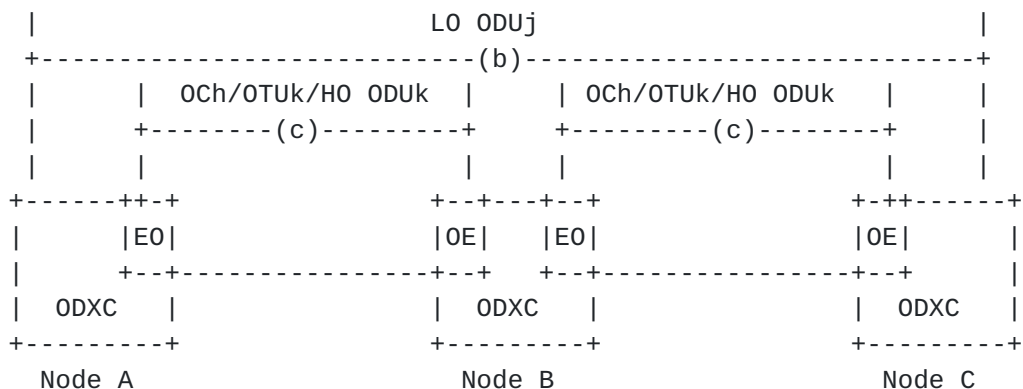 LO ODUj
(b)
OCh/OTUk/HO ODUk OCh/OTUk/HO ODUk
(c) (c)
EO OE EO OE
ODXC ODXC ODXC
Node A Node B Node C